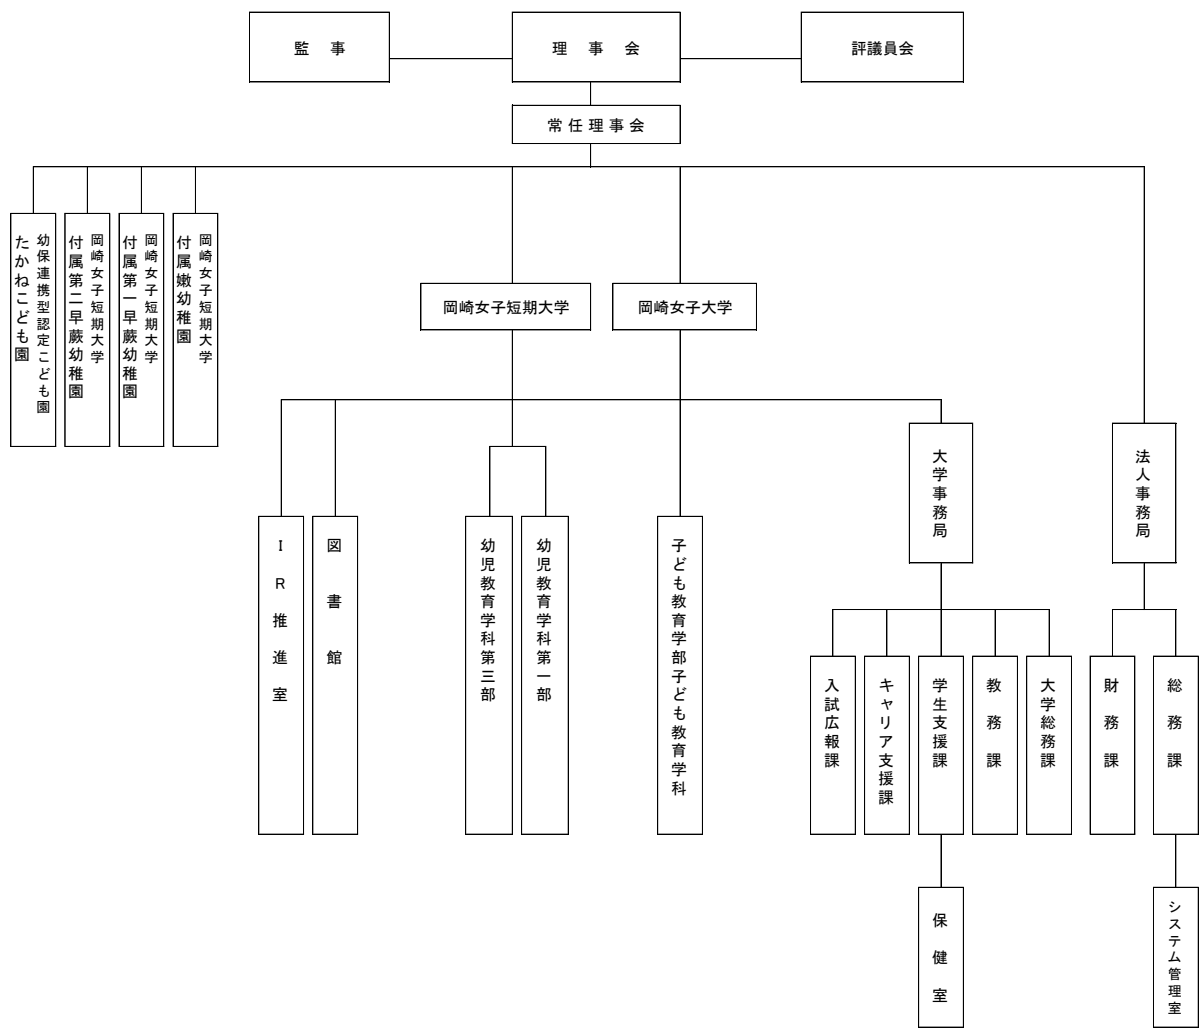 監　事
理　事　会
評議員会
常任理事会
岡崎女子短期大学
付属嫩幼稚園
岡崎女子短期大学
付属第一早蕨幼稚園
岡崎女子短期大学
付属第二早蕨幼稚園
幼保連携型認定こども園
たかねこども園
岡崎女子短期大学
岡崎女子大学
大学事務局
法人事務局
ＩＲ推進室
図書館
幼児教育学科第三部
幼児教育学科第一部
子ども教育学部子ども教育学科
入試広報課
キャリア支援課
学生支援課
教務課
大学総務課
財務課
総務課
保健室
システム管理室